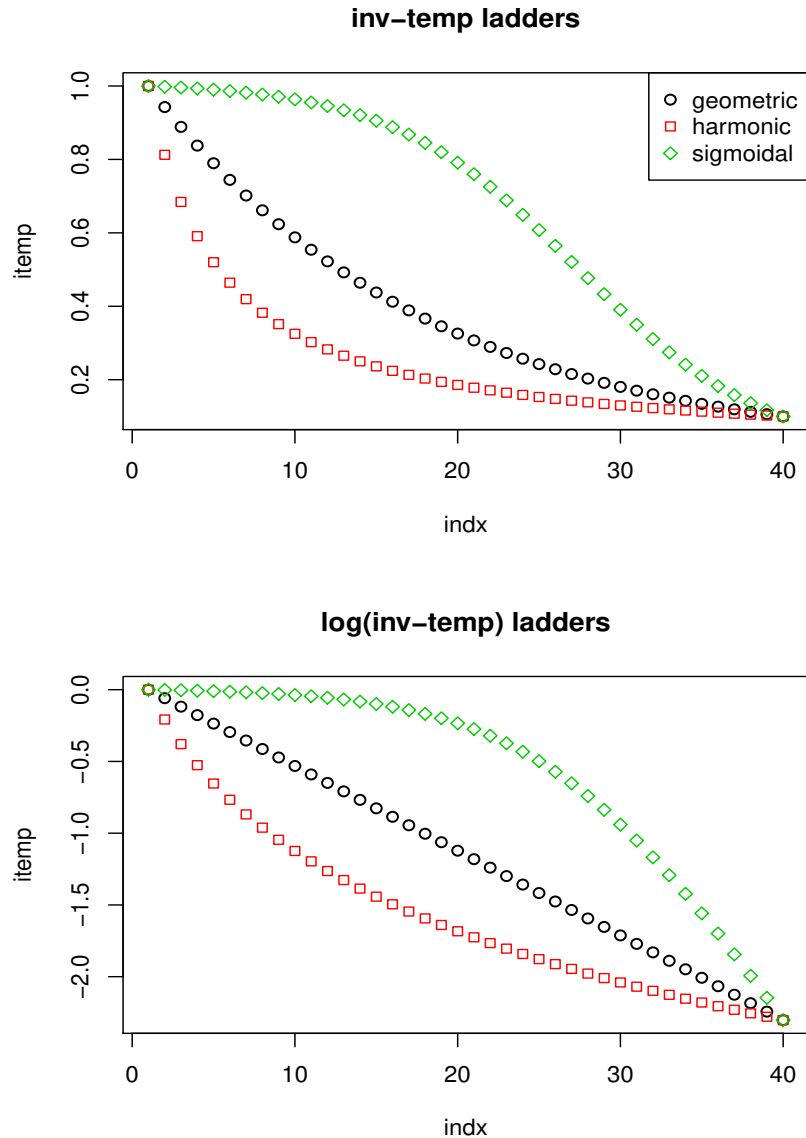 inv−temp ladders
1.0
0.8
0.6
0.4
0.2
itemp
geometric
harmonic
sigmoidal
0 10 20 30 40
indx
log(inv−temp) ladders
0.0
−0.5
−1.0
−1.5
−2.0
itemp
0 10 20 30 40
indx